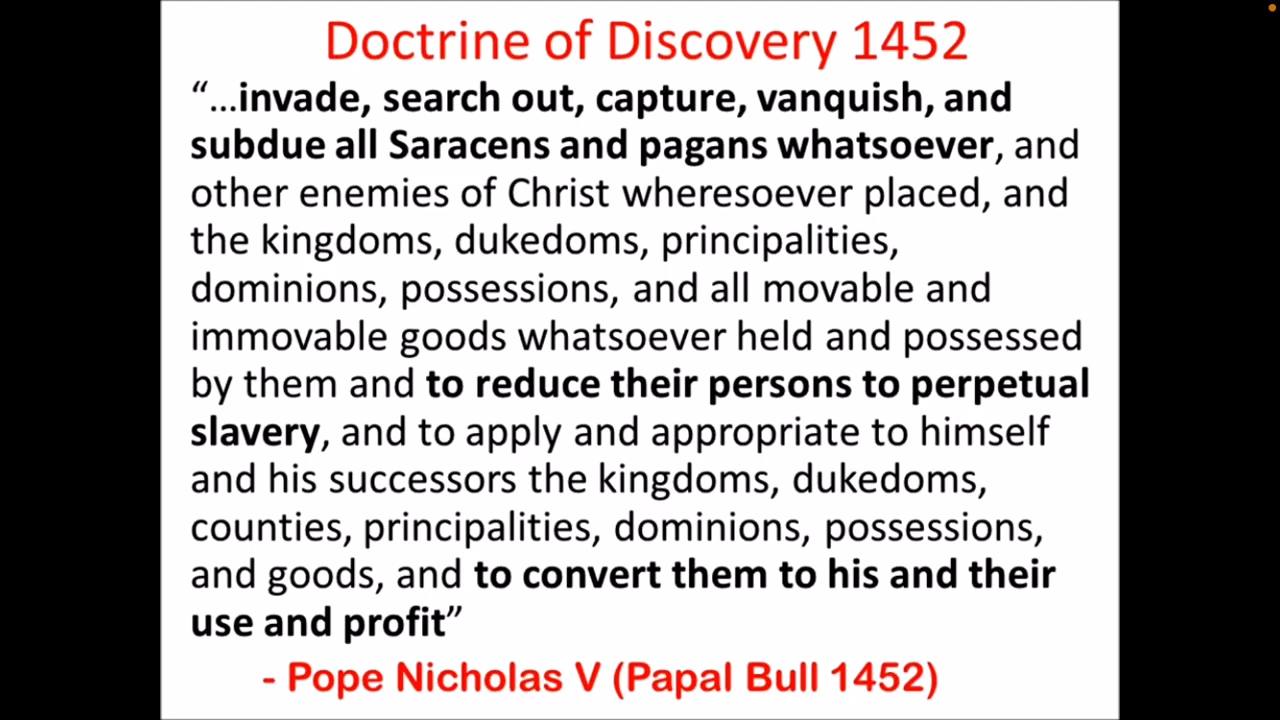 Doctrine of Discovery 1452
“…invade, search out, capture, vanquish, and
subdue all Saracens and pagans whatsoever, and
other enemies of Christ wheresoever placed, and
the kingdoms, dukedoms, principalities,
dominions, possessions, and all movable and
immovable goods whatsoever held and possessed
by them and to reduce their persons to perpetual
slavery, and to apply and appropriate to himself
and his successors the kingdoms, dukedoms,
counties, principalities, dominions, possessions,
and goods, and to convert them to his and their
use and profit”
- Pope Nicholas V (Papal Bull 1452)